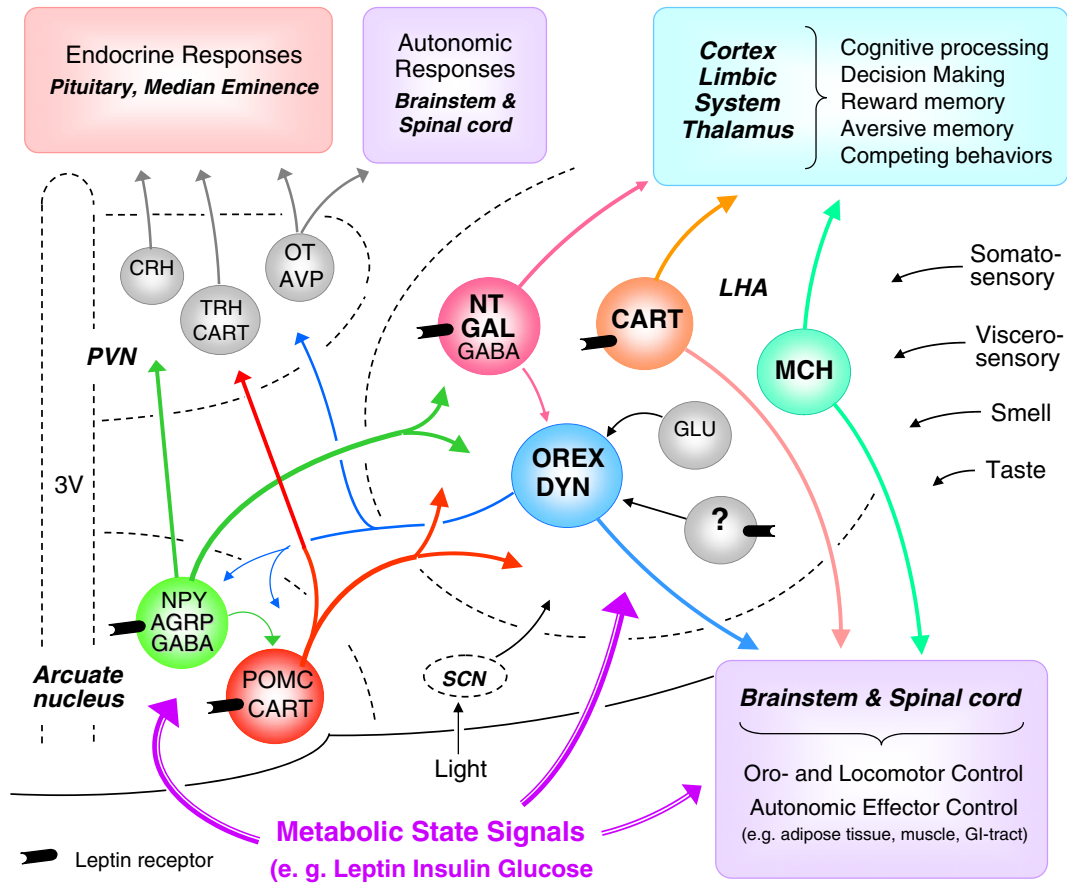 Endocrine Responses
Pituitary, Median Eminence
Autonomic
Responses
Brainstem &
Spinal cord
Cortex
Limbic
System
Thalamus
Cognitive processing
Decision Making
Reward memory
Aversive memory
Competing behaviors
CRH
TRH
CART
OT
AVP
PVN
3V
NT
GAL
GABA
CART
LHA
MCH
Somato-
sensory
Viscero-
sensory
Smell
Taste
OREX
DYN
GLU
?
NPY
AGRP
GABA
POMC
CART
Arcuate
nucleus
SCN
Light
Brainstem & Spinal cord
Oro- and Locomotor Control
Autonomic Effector Control
(e.g. adipose tissue, muscle, GI-tract)
Metabolic State Signals
(e. g. Leptin Insulin Glucose
Leptin receptor